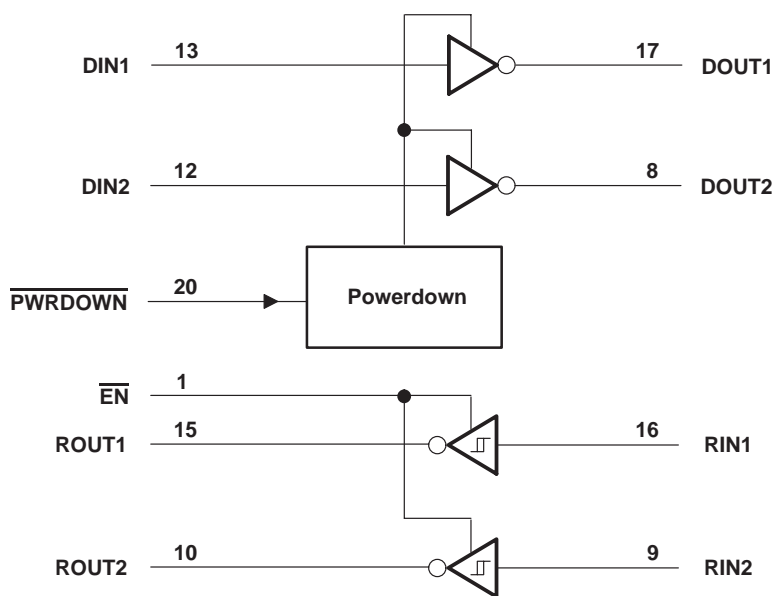 DIN1 13 17 DOUT1
DIN2 12 8 DOUT2
PWRDOWN 20 Powerdown
EN 1
ROUT1 15 16 RIN1
ROUT2 10 9 RIN2